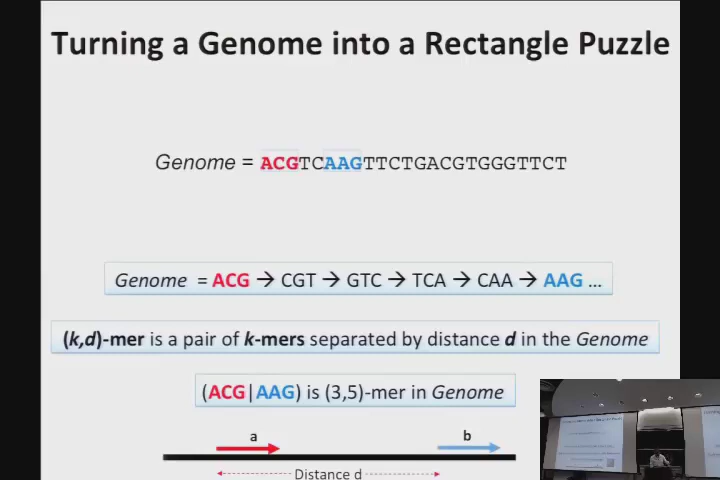 Turning a Genome into a Rectangle Puzzle
Genome = ACGTCAAGTTCTGACGTGGGTTCT
Genome = ACG → CGT → GTC → TCA → CAA → AAG ...
(k,d)-mer is a pair of k-mers separated by distance d in the Genome
(ACG|AAG) is (3,5)-mer in Genome
a b
Distance d